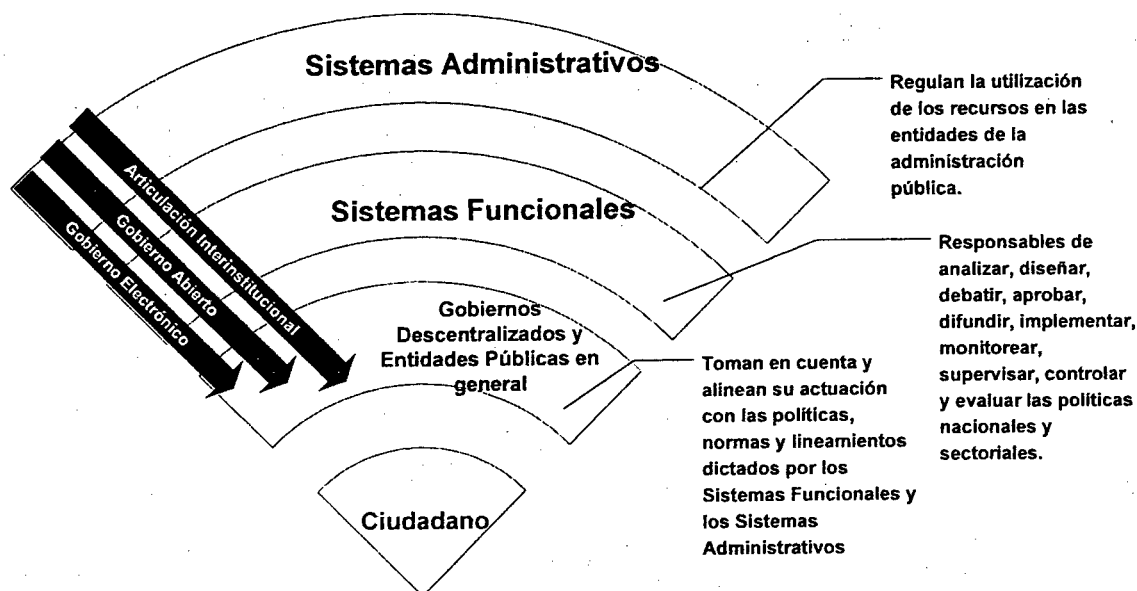 Sistemas Administrativos
Regulan la utilización
de los recursos en las
entidades de la
administración
pública.
Articulación Interinstitucional
Gobierno Abierto
Gobierno Electrónico
Sistemas Funcionales
Responsables de
analizar, diseñar,
debatir, aprobar,
difundir, implementar,
monitorear,
supervisar, controlar
y evaluar las políticas
nacionales y
sectoriales.
Gobiernos
Descentralizados y
Entidades Públicas en
general
Toman en cuenta y
alinean su actuación
con las políticas,
normas y lineamientos
dictados por los
Sistemas Funcionales y
los Sistemas
Administrativos
Ciudadano